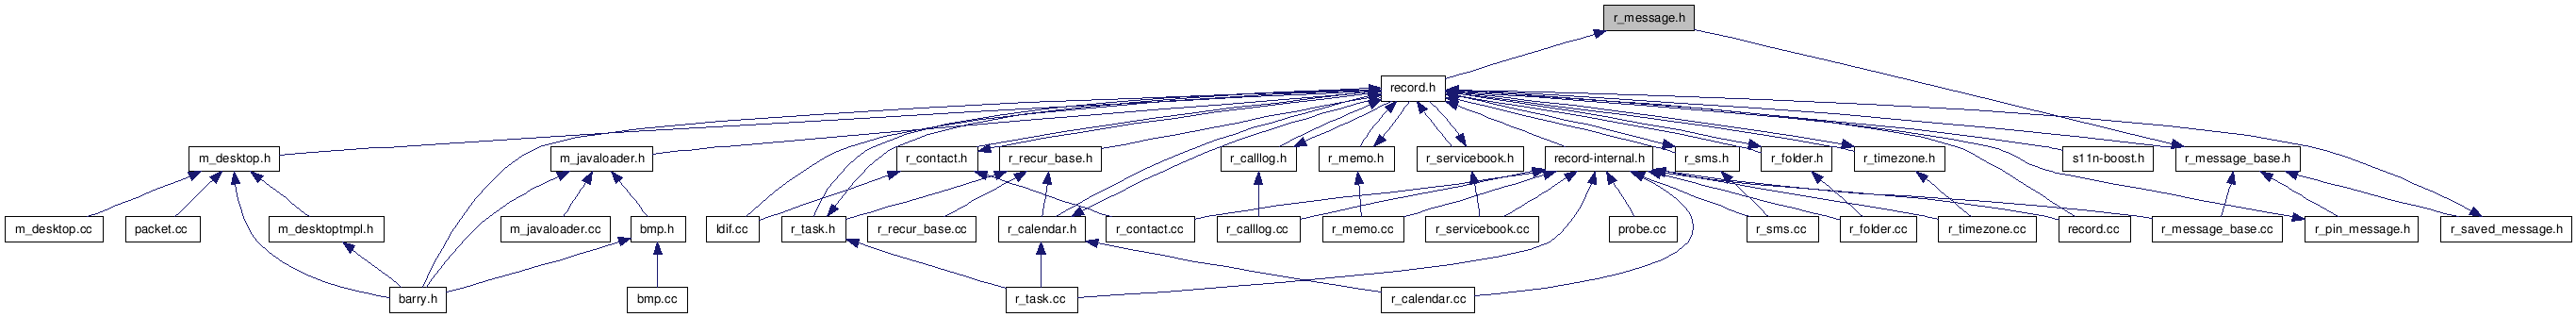 r_message.h
record.h
m_desktop.h
m_javaloader.h
r_contact.h
r_recur_base.h
r_calllog.h
r_memo.h
r_servicebook.h
record-internal.h
r_sms.h
r_folder.h
r_timezone.h
s11n-boost.h
r_message_base.h
m_desktop.cc
packet.cc
m_desktoptmpl.h
m_javaloader.cc
bmp.h
ldif.cc
r_task.h
r_recur_base.cc
r_calendar.h
r_contact.cc
r_calllog.cc
r_memo.cc
r_servicebook.cc
probe.cc
r_sms.cc
r_folder.cc
r_timezone.cc
record.cc
r_message_base.cc
r_pin_message.h
r_saved_message.h
barry.h
bmp.cc
r_task.cc
r_calendar.cc